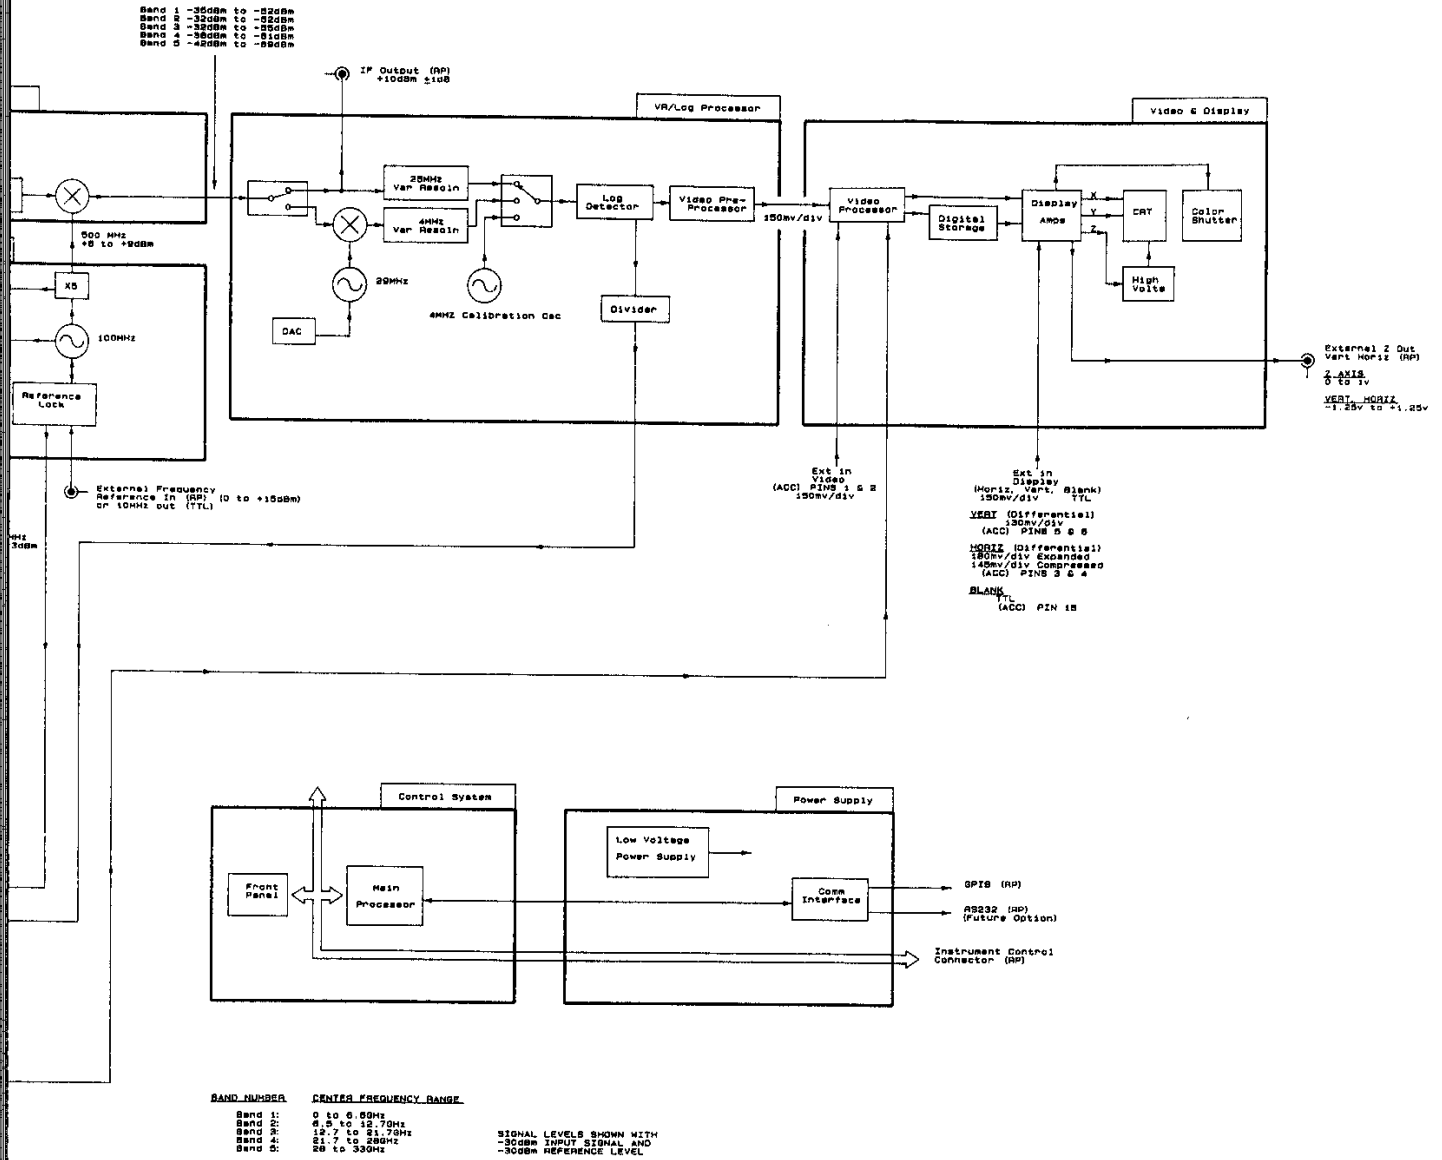 Band 1 -35dBm to -52dBm
Band 2 -32dBm to -52dBm
Band 3 -32dBm to -55dBm
Band 4 -36dBm to -61dBm
Band 5 -42dBm to -69dBm
IF Output (RP)
+10dBm ±1dB
VR/Log Processor
Video & Display
25MHz
Var Resoln
4MHz
Var Resoln
Log
Detector
Video Pre-
Processor
150mv/div
Video
Processor
Digital
Storage
Display
Amps
X
Y
Z
CRT
Color
Shutter
High
Volts
500 MHz
+6 to +9dBm
X5
100MHz
Reference
Lock
29MHz
DAC
4MHZ Calibration Osc
Divider
External Z Out
Vert Horiz (RP)
Z AXIS
0 to 1v
VERT, HORIZ
-1.25v to +1.25v
External Frequency
Reference In (RP) (0 to +15dBm)
or 10MHz out (TTL)
MHz
3dBm
Ext in
Video
(ACC) PINS 1 & 2
150mv/div
Ext in
Display
(Horiz, Vert, Blank)
150mv/div TTL
VERT (Differential)
130mv/div
(ACC) PINS 5 & 6
HORIZ (Differential)
180mv/div Expanded
145mv/div Compressed
(ACC) PINS 3 & 4
BLANK
TTL
(ACC) PIN 15
Control System
Front
Panel
Main
Processor
Power Supply
Low Voltage
Power Supply
Comm
Interface
GPIB (RP)
RS232 (RP)
(Future Option)
Instrument Control
Connector (RP)
BAND NUMBER CENTER FREQUENCY RANGE
Band 1: 0 to 6.6GHz
Band 2: 6.5 to 12.7GHz
Band 3: 12.7 to 21.7GHz
Band 4: 21.7 to 28GHz
Band 5: 28 to 33GHz
SIGNAL LEVELS SHOWN WITH
-30dBm INPUT SIGNAL AND
-30dBm REFERENCE LEVEL